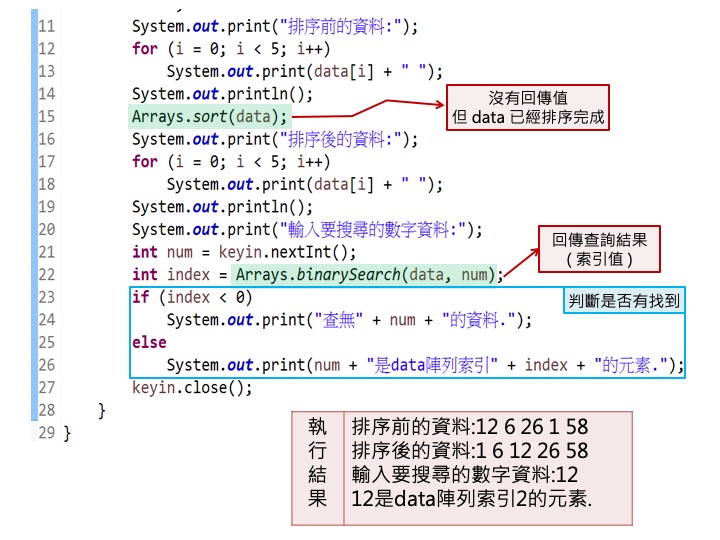 11 System.out.print("排序前的資料:");
12 for (i = 0; i < 5; i++)
13 System.out.print(data[i] + " ");
14 System.out.println();
15 Arrays.sort(data);
沒有回傳值
但 data 已經排序完成
16 System.out.print("排序後的資料:");
17 for (i = 0; i < 5; i++)
18 System.out.print(data[i] + " ");
19 System.out.println();
20 System.out.print("輸入要搜尋的數字資料:");
21 int num = keyin.nextInt();
22 int index = Arrays.binarySearch(data, num);
回傳查詢結果
( 索引值 )
23 if (index < 0)
判斷是否有找到
24 System.out.print("查無" + num + "的資料.");
25 else
26 System.out.print(num + "是data陣列索引" + index + "的元素.");
27 keyin.close();
28 }
29 }
執行結果
排序前的資料:12 6 26 1 58
排序後的資料:1 6 12 26 58
輸入要搜尋的數字資料:12
12是data陣列索引2的元素.